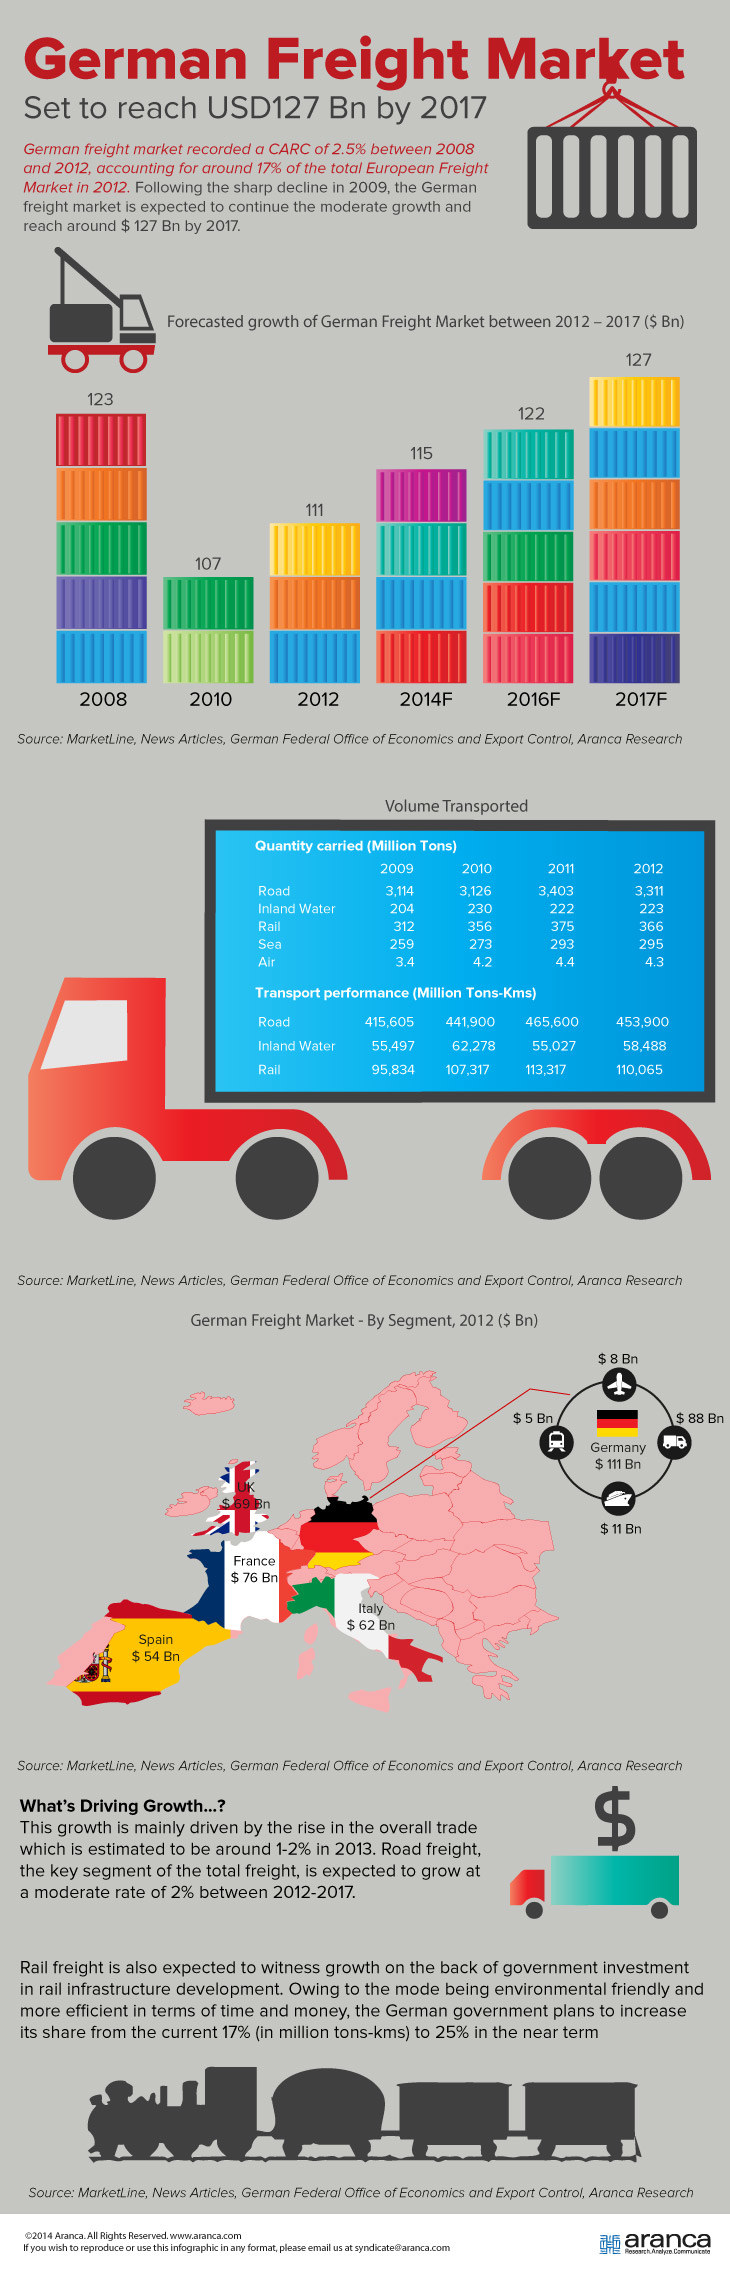 German Freight Market
Set to reach USD127 Bn by 2017
German freight market recorded a CARC of 2.5% between 2008
and 2012, accounting for around 17% of the total European Freight
Market in 2012. Following the sharp decline in 2009, the German
freight market is expected to continue the moderate growth and
reach around $ 127 Bn by 2017.
Forecasted growth of German Freight Market between 2012 – 2017 ($ Bn)
123 107 111 115 122 127
2008 2010 2012 2014F 2016F 2017F
Source: MarketLine, News Articles, German Federal Office of Economics and Export Control, Aranca Research
Volume Transported
Quantity carried (Million Tons)
2009 2010 2011 2012
Road 3,114 3,126 3,403 3,311
Inland Water 204 230 222 223
Rail 312 356 375 366
Sea 259 273 293 295
Air 3.4 4.2 4.4 4.3
Transport performance (Million Tons-Kms)
Road 415,605 441,900 465,600 453,900
Inland Water 55,497 62,278 55,027 58,488
Rail 95,834 107,317 113,317 110,065
Source: MarketLine, News Articles, German Federal Office of Economics and Export Control, Aranca Research
German Freight Market - By Segment, 2012 ($ Bn)
$ 8 Bn
$ 5 Bn
$ 88 Bn
Germany
$ 111 Bn
$ 11 Bn
UK
$ 69 Bn
France
$ 76 Bn
Italy
$ 62 Bn
Spain
$ 54 Bn
Source: MarketLine, News Articles, German Federal Office of Economics and Export Control, Aranca Research
What's Driving Growth...?
This growth is mainly driven by the rise in the overall trade
which is estimated to be around 1-2% in 2013. Road freight,
the key segment of the total freight, is expected to grow at
a moderate rate of 2% between 2012-2017.
$
Rail freight is also expected to witness growth on the back of government investment
in rail infrastructure development. Owing to the mode being environmental friendly and
more efficient in terms of time and money, the German government plans to increase
its share from the current 17% (in million tons-kms) to 25% in the near term
Source: MarketLine, News Articles, German Federal Office of Economics and Export Control, Aranca Research
©2014 Aranca. All Rights Reserved. www.aranca.com
If you wish to reproduce or use this infographic in any format, please email us at syndicate@aranca.com
aranca
Research.Analyze.Communicate